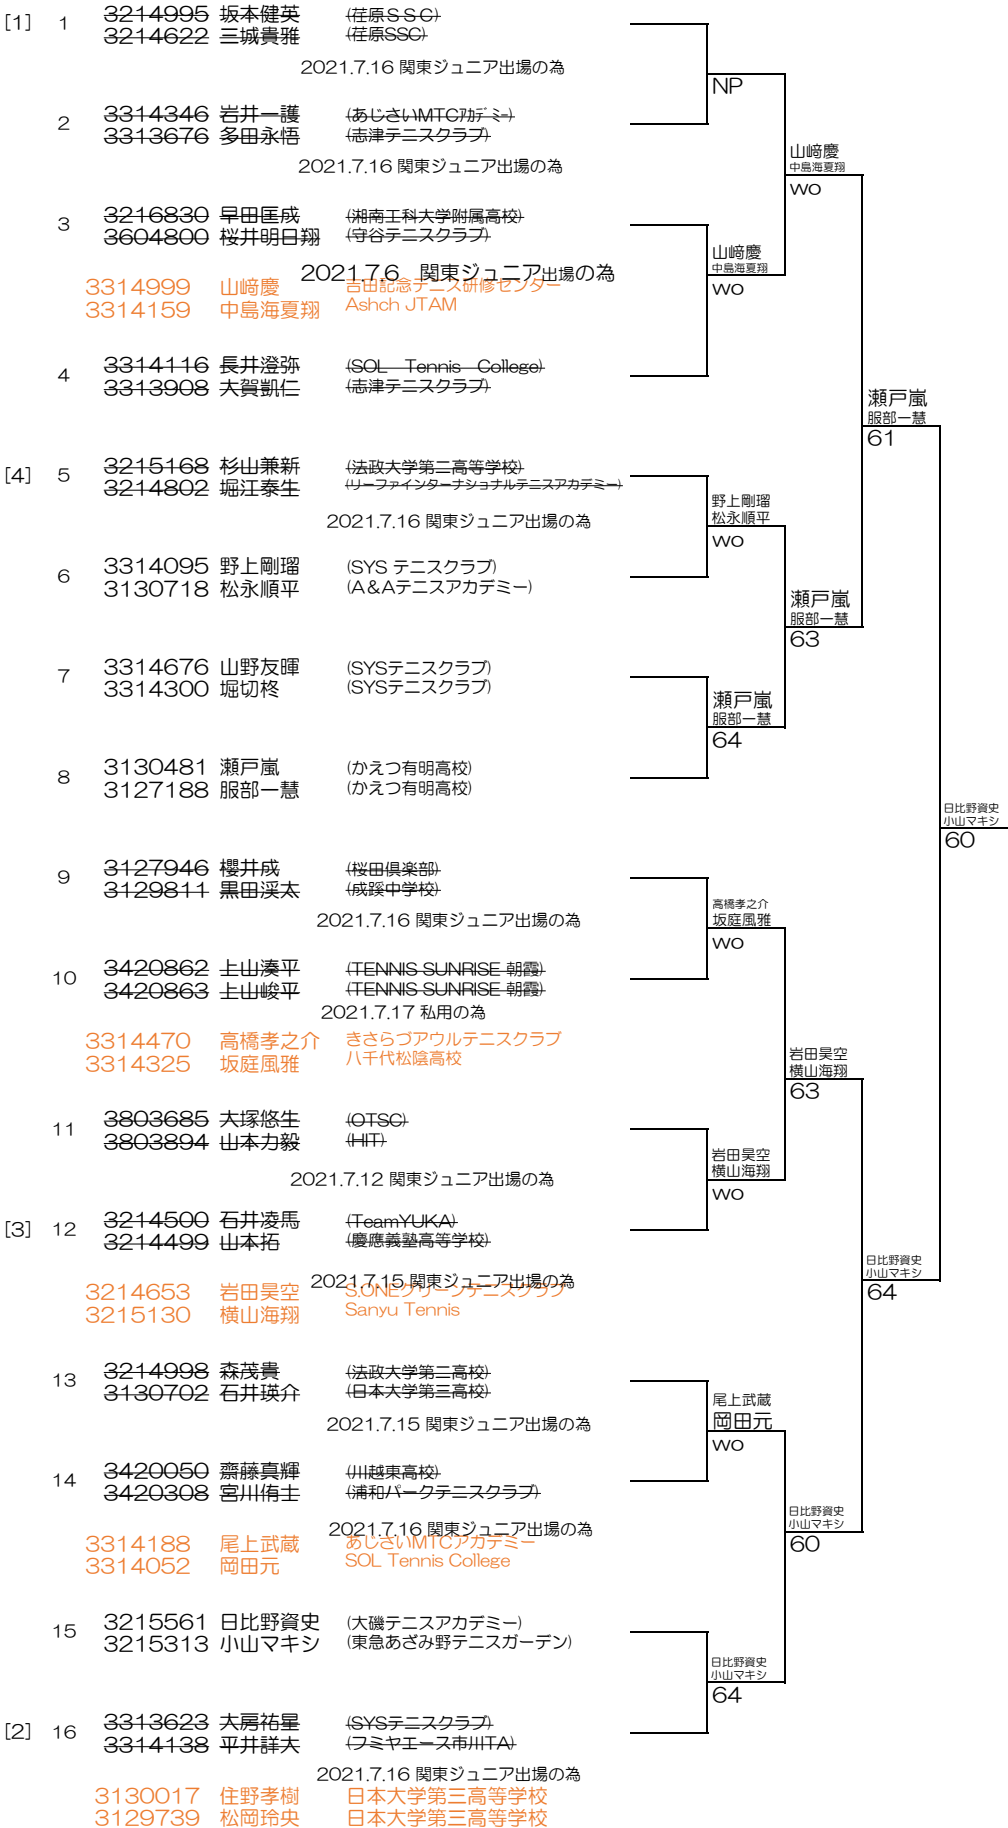 [1] 1 3214995 坂本健英 (荏原ＳＳＣ)
3214622 三城貴雅 (荏原SSC)
2021.7.16 関東ジュニア出場の為
NP
2 3314346 岩井一護 (あじさいMTCｱｶﾃﾞﾐｰ)
3313676 多田永悟 (志津テニスクラブ)
山﨑慶
中島海夏翔
2021.7.16 関東ジュニア出場の為
WO
3 3216830 早田匡成 (湘南工科大学附属高校)
3604800 桜井明日翔 (守谷テニスクラブ)
山﨑慶
中島海夏翔
2021.7.6 関東ジュニア出場の為
WO
3314999 山﨑慶 吉田記念テニス研修センター
3314159 中島海夏翔 Ashch JTAM
4 3314116 長井澄弥 (SOL Tennis College)
3313908 大賀凱仁 (志津テニスクラブ)
瀬戸嵐
服部一慧
61
[4] 5 3215168 杉山兼新 (法政大学第二高等学校)
3214802 堀江泰生 (リーファインターナショナルテニスアカデミー)
野上剛瑠
松永順平
2021.7.16 関東ジュニア出場の為
WO
6 3314095 野上剛瑠 (SYS テニスクラブ)
3130718 松永順平 (A&Aテニスアカデミー)
瀬戸嵐
服部一慧
63
7 3314676 山野友暉 (SYSテニスクラブ)
3314300 堀切柊 (SYSテニスクラブ)
瀬戸嵐
服部一慧
64
8 3130481 瀬戸嵐 (かえつ有明高校)
3127188 服部一慧 (かえつ有明高校)
日比野資史
小山マキシ
60
9 3127946 櫻井成 (桜田倶楽部)
3129811 黒田渓太 (成蹊中学校)
高橋孝之介
坂庭風雅
2021.7.16 関東ジュニア出場の為
WO
10 3420862 上山湊平 (TENNIS SUNRISE 朝霞)
3420863 上山峻平 (TENNIS SUNRISE 朝霞)
2021.7.17 私用の為
3314470 高橋孝之介 きさらづアウルテニスクラブ
3314325 坂庭風雅 八千代松陰高校
岩田昊空
横山海翔
63
11 3803685 大塚悠生 (OTSC)
3803894 山本力毅 (HIT)
岩田昊空
横山海翔
2021.7.12 関東ジュニア出場の為
WO
[3] 12 3214500 石井凌馬 (TeamYUKA)
3214499 山本拓 (慶應義塾高等学校)
日比野資史
小山マキシ
2021.7.15 関東ジュニア出場の為
64
3214653 岩田昊空 S.ONEグリーンテニスクラブ
3215130 横山海翔 Sanyu Tennis
13 3214998 森茂貴 (法政大学第二高校)
3130702 石井瑛介 (日本大学第三高校)
尾上武蔵
岡田元
2021.7.15 関東ジュニア出場の為
WO
14 3420050 齋藤真輝 (川越東高校)
3420308 宮川侑士 (浦和パークテニスクラブ)
日比野資史
小山マキシ
2021.7.16 関東ジュニア出場の為
60
3314188 尾上武蔵 あじさいMTCアカデミー
3314052 岡田元 SOL Tennis College
15 3215561 日比野資史 (大磯テニスアカデミー)
3215313 小山マキシ (東急あざみ野テニスガーデン)
日比野資史
小山マキシ
64
[2] 16 3313623 大房祐星 (SYSテニスクラブ)
3314138 平井詳大 (フミヤエース市川TA)
2021.7.16 関東ジュニア出場の為
3130017 住野孝樹 日本大学第三高等学校
3129739 松岡玲央 日本大学第三高等学校